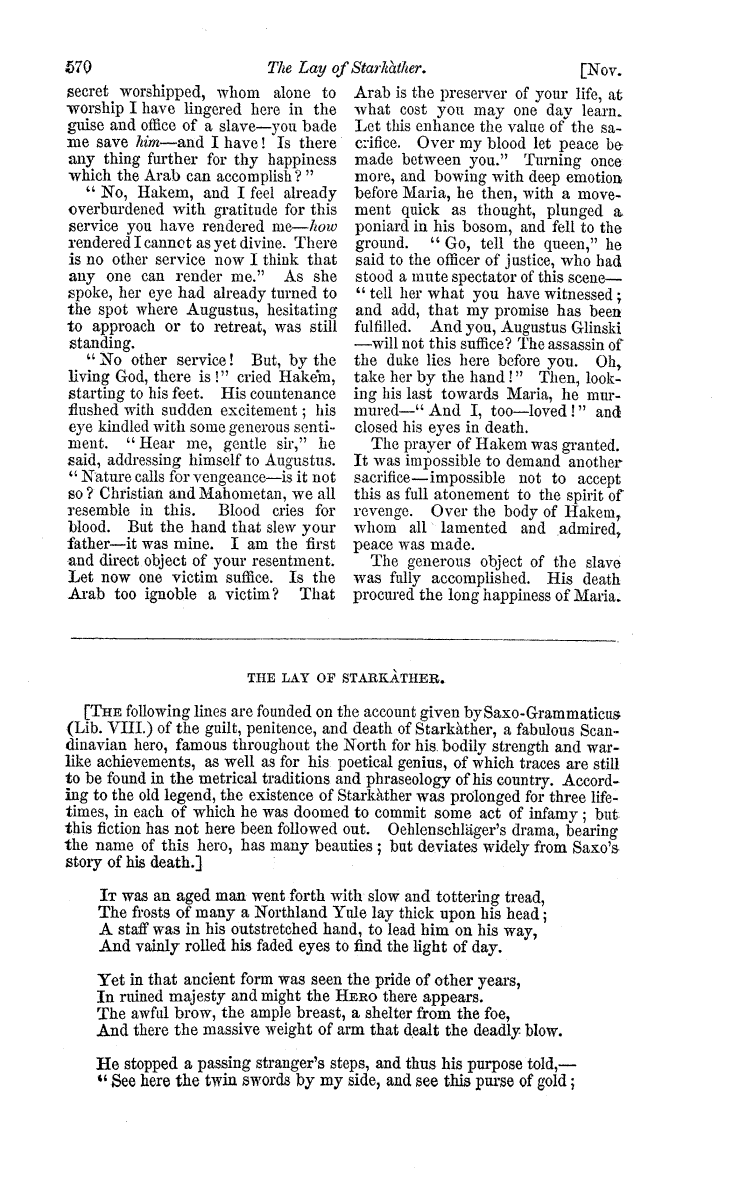 570
The Lay of Starkàther.
[Nov.
secret worshipped, whom alone to
worship I have lingered here in the
guise and office of a slave—you bade
me save him—and I have! Is there
any thing further for thy happiness
which the Arab can accomplish?"
"No, Hakem, and I feel already
overburdened with gratitude for this
service you have rendered me—how
rendered I cannot as yet divine. There
is no other service now I think that
any one can render me." As she
spoke, her eye had already turned to
the spot where Augustus, hesitating
to approach or to retreat, was still
standing.
"No other service! But, by the
living God, there is!" cried Hakem,
starting to his feet. His countenance
flushed with sudden excitement; his
eye kindled with some generous senti-
ment. "Hear me, gentle sir," he
said, addressing himself to Augustus.
"Nature calls for vengeance—is it not
so? Christian and Mahometan, we all
resemble in this. Blood cries for
blood. But the hand that slew your
father—it was mine. I am the first
and direct object of your resentment.
Let now one victim suffice. Is the
Arab too ignoble a victim? That
Arab is the preserver of your life, at
what cost you may one day learn.
Let this enhance the value of the sa-
crifice. Over my blood let peace be
made between you." Turning once
more, and bowing with deep emotion
before Maria, he then, with a move-
ment quick as thought, plunged a
poniard in his bosom, and fell to the
ground. "Go, tell the queen," he
said to the officer of justice, who had
stood a mute spectator of this scene—
"tell her what you have witnessed;
and add, that my promise has been
fulfilled. And you, Augustus Glinski
—will not this suffice? The assassin of
the duke lies here before you. Oh,
take her by the hand!" Then, look-
ing his last towards Maria, he mur-
mured—"And I, too—loved!" and
closed his eyes in death.
The prayer of Hakem was granted.
It was impossible to demand another
sacrifice—impossible not to accept
this as full atonement to the spirit of
revenge. Over the body of Hakem,
whom all lamented and admired,
peace was made.
The generous object of the slave
was fully accomplished. His death
procured the long happiness of Maria.
THE LAY OF STARKÀTHER.
[THE following lines are founded on the account given by Saxo-Grammaticus
(Lib. VIII.) of the guilt, penitence, and death of Starkàther, a fabulous Scan-
dinavian hero, famous throughout the North for his bodily strength and war-
like achievements, as well as for his poetical genius, of which traces are still
to be found in the metrical traditions and phraseology of his country. Accord-
ing to the old legend, the existence of Starkàther was prolonged for three life-
times, in each of which he was doomed to commit some act of infamy; but
this fiction has not here been followed out. Oehlenschläger's drama, bearing
the name of this hero, has many beauties; but deviates widely from Saxo's
story of his death.]
IT was an aged man went forth with slow and tottering tread,
The frosts of many a Northland Yule lay thick upon his head;
A staff was in his outstretched hand, to lead him on his way,
And vainly rolled his faded eyes to find the light of day.
Yet in that ancient form was seen the pride of other years,
In ruined majesty and might the HERO there appears.
The awful brow, the ample breast, a shelter from the foe,
And there the massive weight of arm that dealt the deadly blow.
He stopped a passing stranger's steps, and thus his purpose told,—
"See here the twin swords by my side, and see this purse of gold;